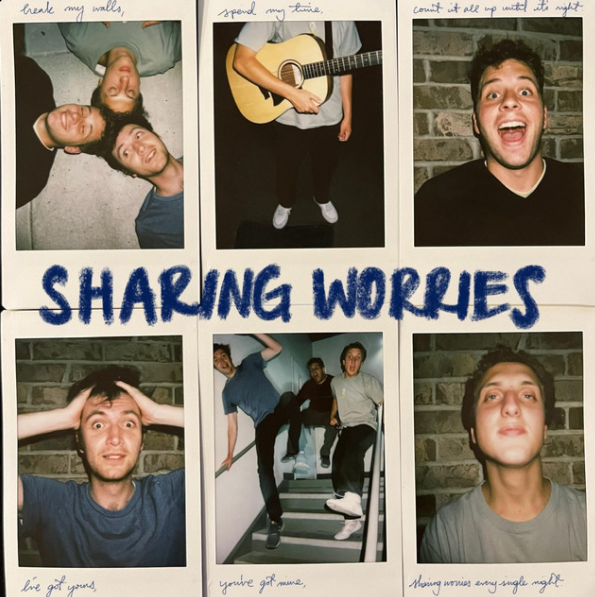 break my walls,
spend my time,
count it all up until it's right
SHARING WORRIES
I've got yours,
you've got mine,
sharing worries every single night.